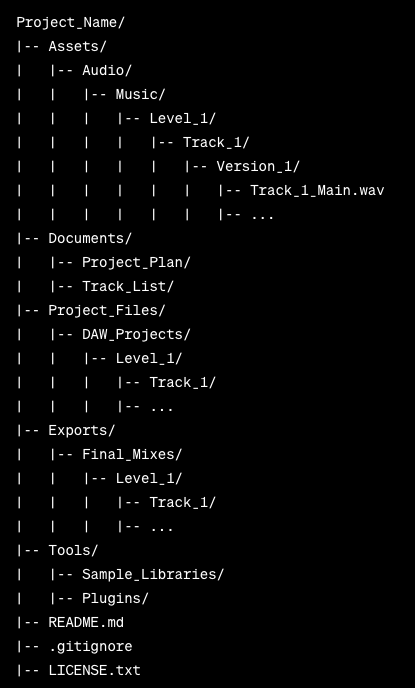 Project_Name/
|-- Assets/
|   |-- Audio/
|   |   |-- Music/
|   |   |   |-- Level_1/
|   |   |   |   |-- Track_1/
|   |   |   |   |   |-- Version_1/
|   |   |   |   |   |   |-- Track_1_Main.wav
|   |   |   |   |   |   |-- ...
|-- Documents/
|   |-- Project_Plan/
|   |-- Track_List/
|-- Project_Files/
|   |-- DAW_Projects/
|   |   |-- Level_1/
|   |   |   |-- Track_1/
|   |   |   |-- ...
|-- Exports/
|   |-- Final_Mixes/
|   |   |-- Level_1/
|   |   |   |-- Track_1/
|   |   |   |-- ...
|-- Tools/
|   |-- Sample_Libraries/
|   |-- Plugins/
|-- README.md
|-- .gitignore
|-- LICENSE.txt